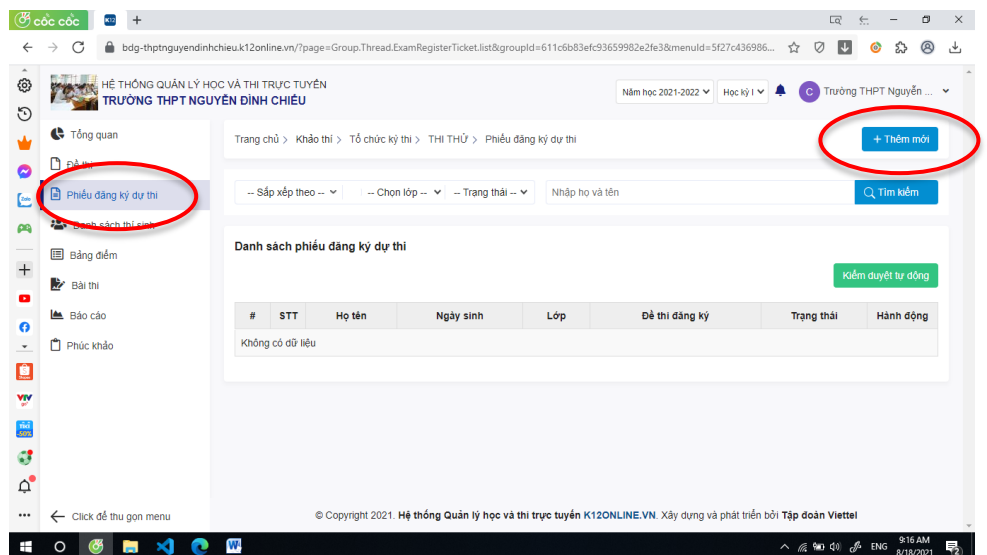 cốc cốc
K12
bdg-thptnguyendinhchieu.k12online.vn/?page=Group.Thread.ExamRegisterTicket.list&groupId=611c6b83efc93659982e2fe3&menuId=5f27c436986...
HỆ THỐNG QUẢN LÝ HỌC VÀ THI TRỰC TUYẾN
TRƯỜNG THPT NGUYỄN ĐÌNH CHIỂU
Năm học 2021-2022
Học kỳ I
C
Trường THPT Nguyễn ...
Tổng quan
Đề thi
Phiếu đăng ký dự thi
Danh sách thí sinh
Bảng điểm
Bài thi
Báo cáo
Phúc khảo
Click để thu gọn menu
Trang chủ > Khảo thí > Tổ chức kỳ thi > THI THỬ > Phiếu đăng ký dự thi
+ Thêm mới
-- Sắp xếp theo -- -- Chọn lớp -- -- Trạng thái -- Nhập họ và tên Tìm kiếm
Danh sách phiếu đăng ký dự thi
Kiểm duyệt tự động
# STT Họ tên Ngày sinh Lớp Đề thi đăng ký Trạng thái Hành động
Không có dữ liệu
© Copyright 2021. Hệ thống Quản lý học và thi trực tuyến K12ONLINE.VN. Xây dựng và phát triển bởi Tập đoàn Viettel
Zalo
VTV
-50%
ENG
9:16 AM
8/18/2021